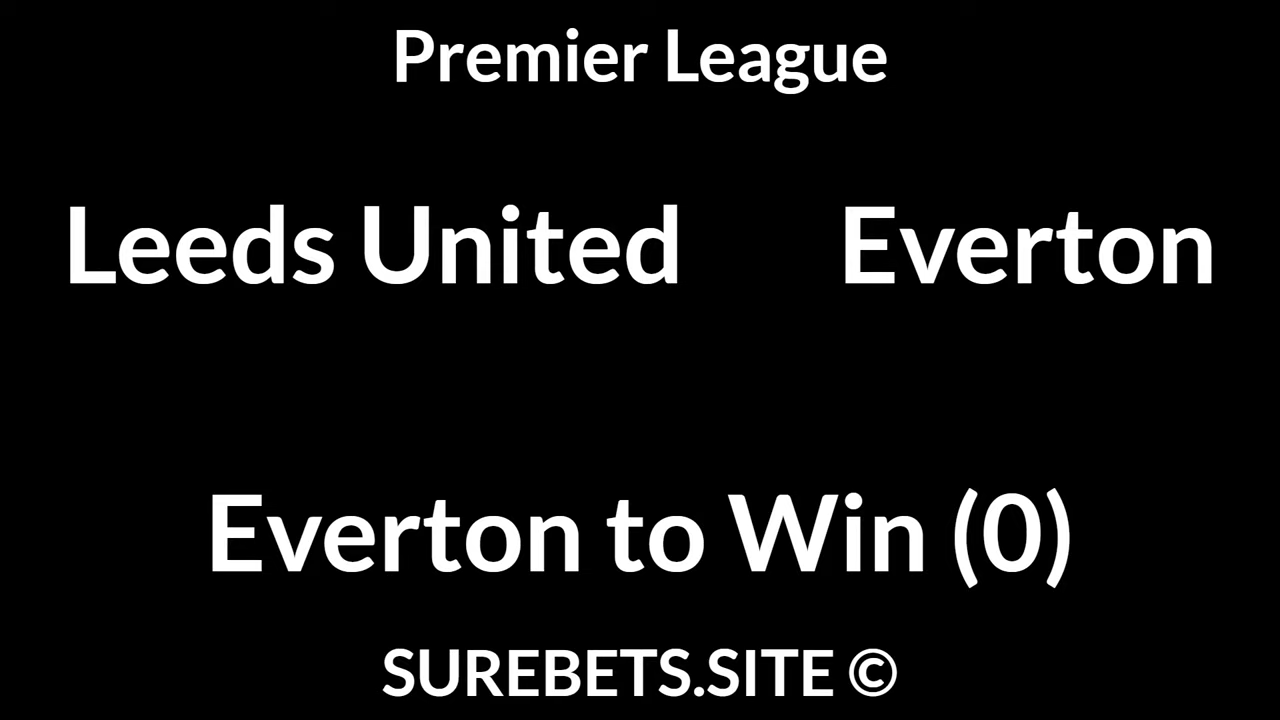 Premier League
Leeds United Everton
Everton to Win (0)
SUREBETS.SITE ©